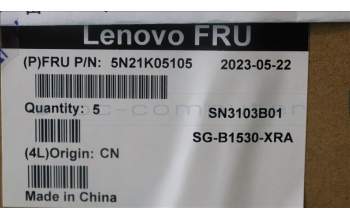 Lenovo FRU
(P)FRU P/N: 5N21K05105 2023-05-22
Quantity: 5 SN3103B01
SG-B1530-XRA
(4L)Origin: CN
Made in China